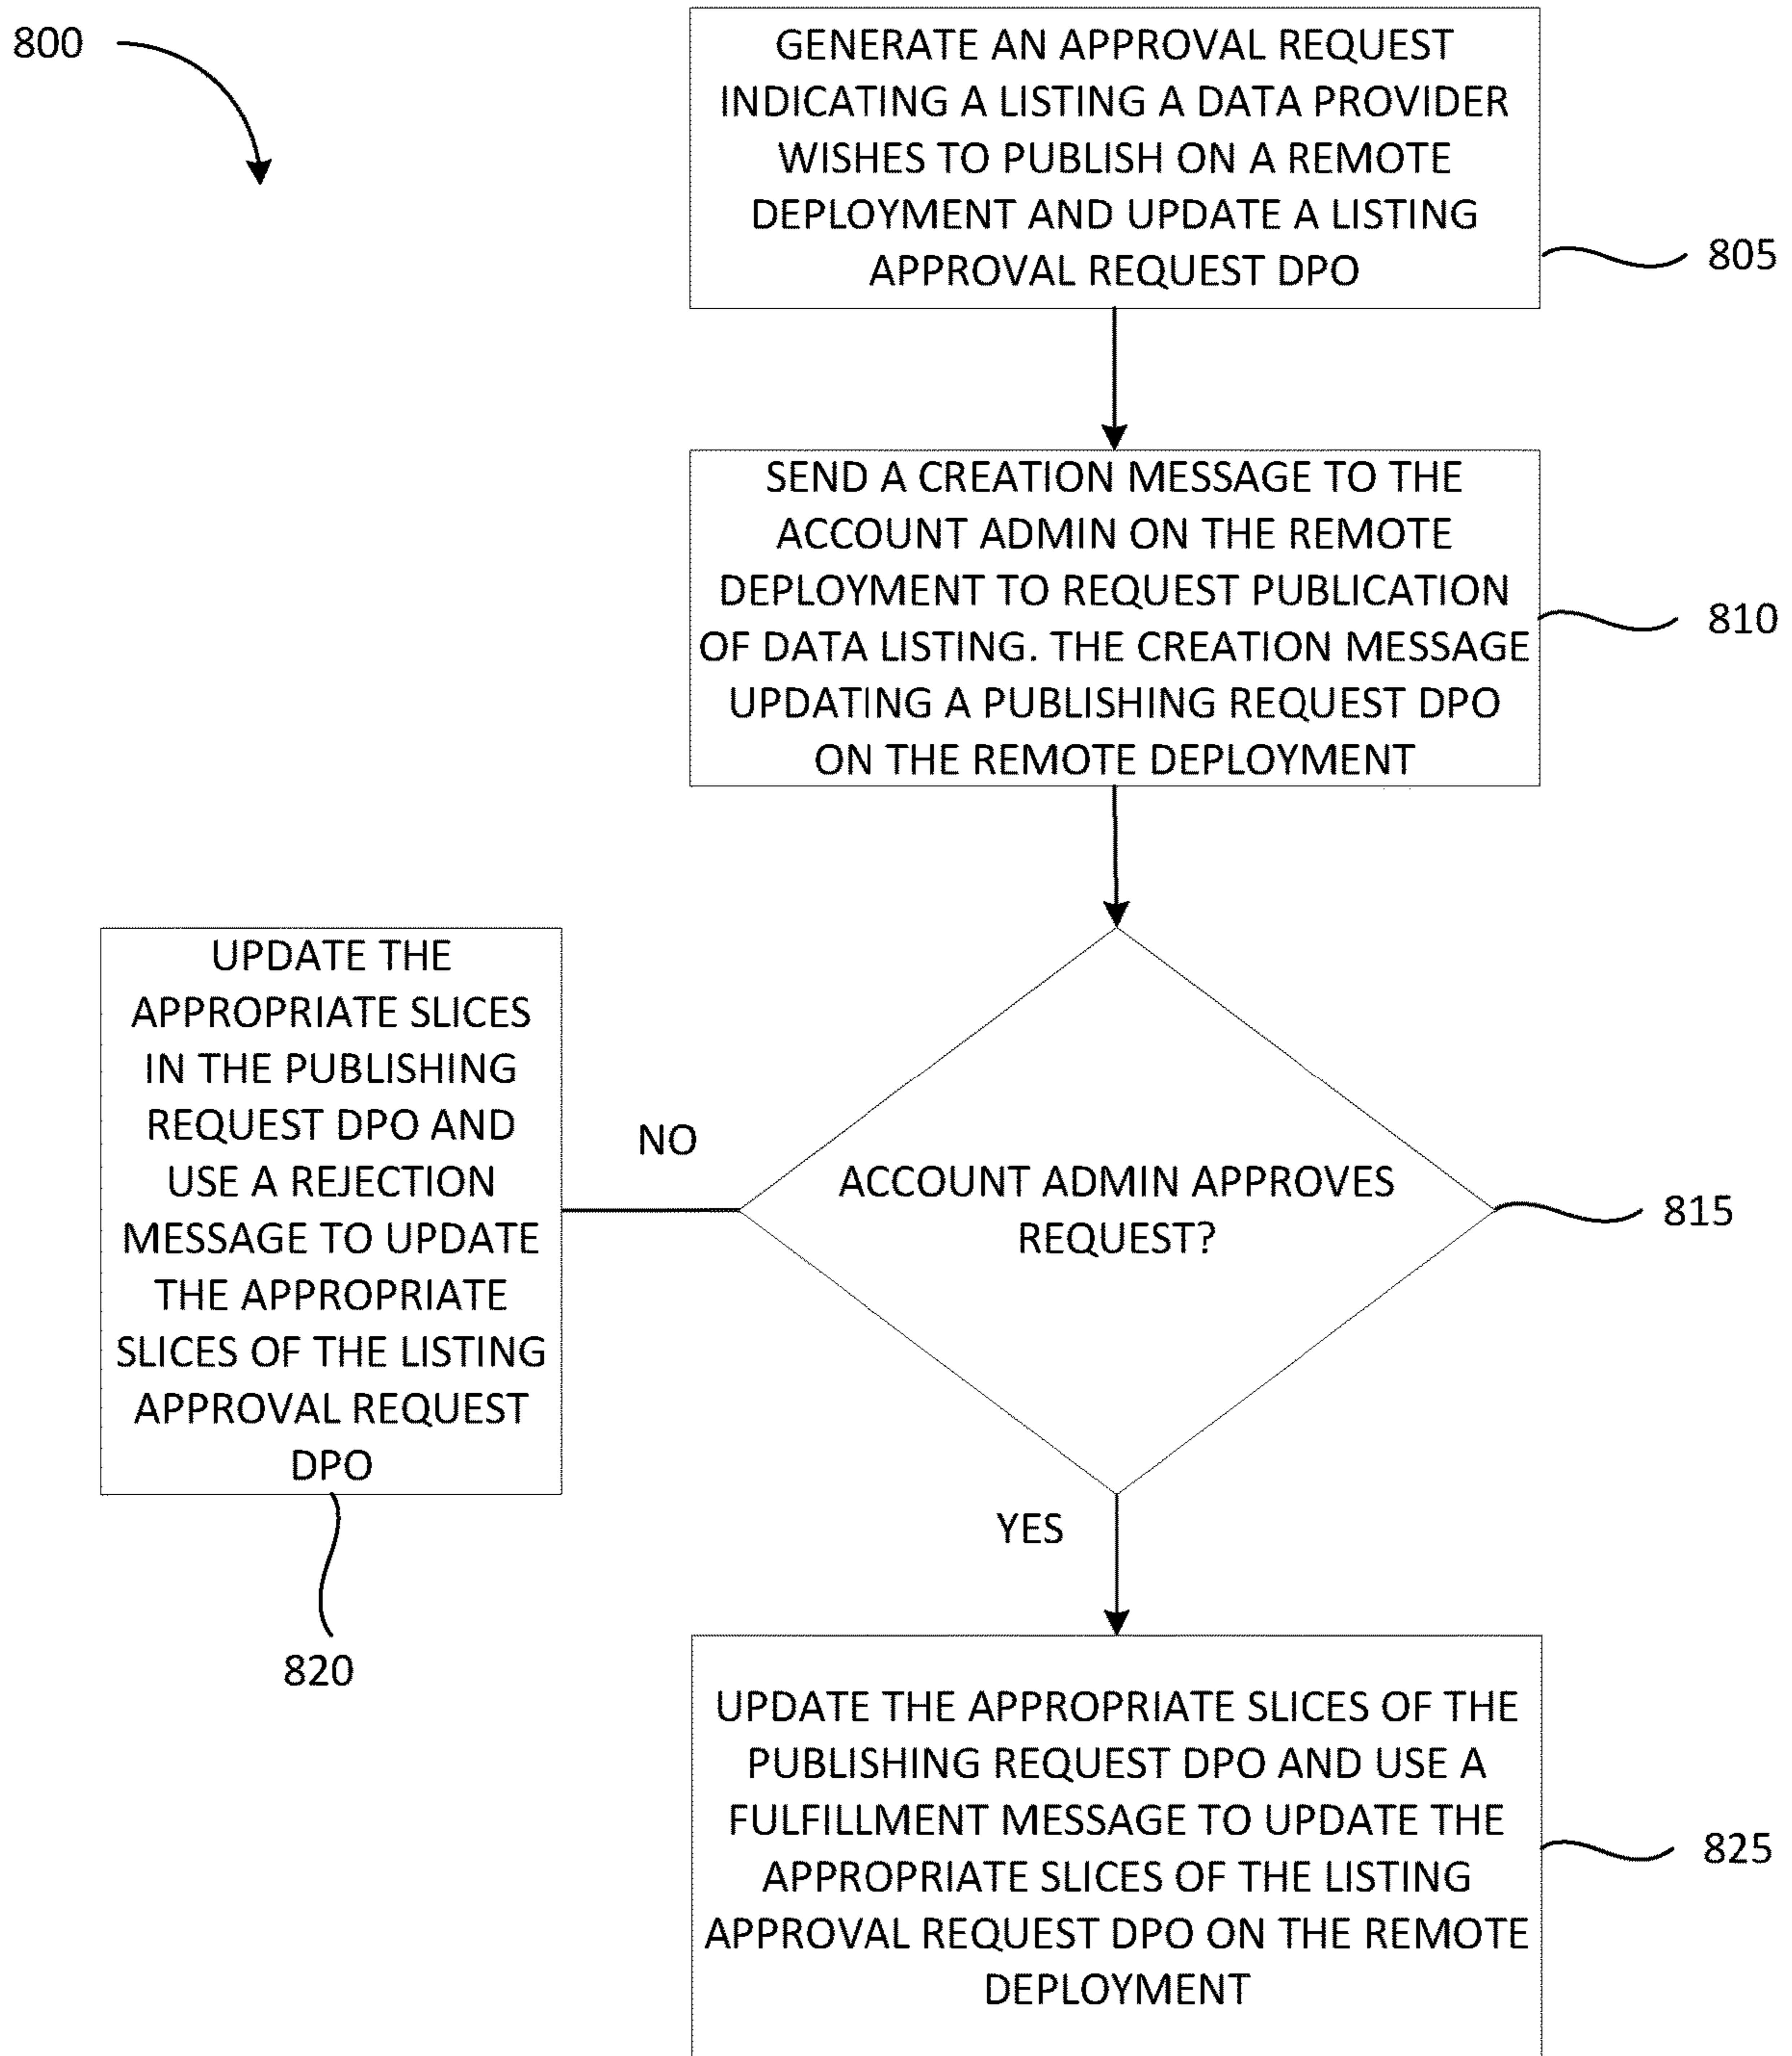 800
GENERATE AN APPROVAL REQUEST
INDICATING A LISTING A DATA PROVIDER
WISHES TO PUBLISH ON A REMOTE
DEPLOYMENT AND UPDATE A LISTING
APPROVAL REQUEST DPO
805
SEND A CREATION MESSAGE TO THE
ACCOUNT ADMIN ON THE REMOTE
DEPLOYMENT TO REQUEST PUBLICATION
OF DATA LISTING. THE CREATION MESSAGE
UPDATING A PUBLISHING REQUEST DPO
ON THE REMOTE DEPLOYMENT
810
ACCOUNT ADMIN APPROVES
REQUEST?
815
NO
UPDATE THE
APPROPRIATE SLICES
IN THE PUBLISHING
REQUEST DPO AND
USE A REJECTION
MESSAGE TO UPDATE
THE APPROPRIATE
SLICES OF THE LISTING
APPROVAL REQUEST
DPO
820
YES
UPDATE THE APPROPRIATE SLICES OF THE
PUBLISHING REQUEST DPO AND USE A
FULFILLMENT MESSAGE TO UPDATE THE
APPROPRIATE SLICES OF THE LISTING
APPROVAL REQUEST DPO ON THE REMOTE
DEPLOYMENT
825